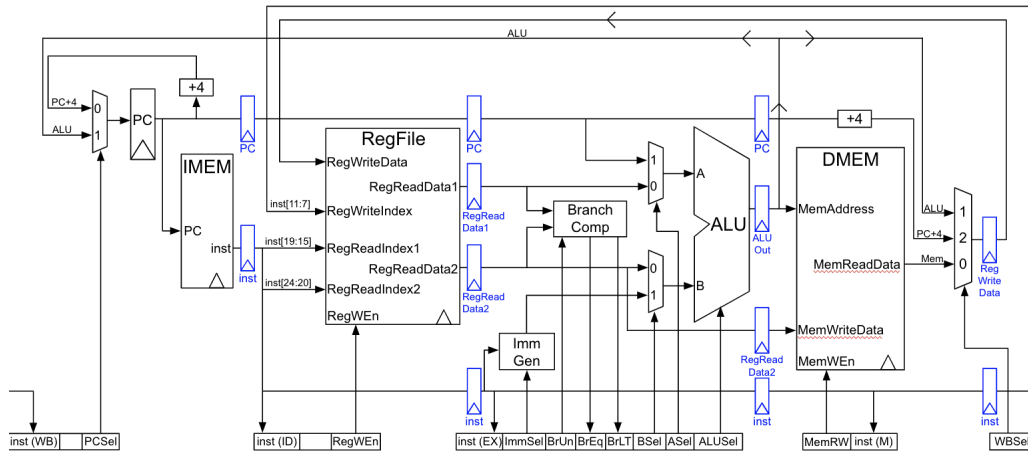 ALU
+4
PC+4
0
ALU
1
PC
PC
IMEM
PC
inst
inst
inst[11:7]
inst[19:15]
inst[24:20]
RegFile
RegWriteData
RegReadData1
RegWriteIndex
RegReadIndex1
RegReadData2
RegReadIndex2
RegWEn
PC
RegRead
Data1
RegRead
Data2
Branch
Comp
Imm
Gen
1
0
0
1
A
B
ALU
PC
ALU
Out
RegRead
Data2
+4
DMEM
MemAddress
MemReadData
MemWriteData
MemWEn
ALU
1
PC+4
2
Mem
0
Reg
Write
Data
inst
inst
inst
inst (WB)
PCSel
inst (ID)
RegWEn
inst (EX)
ImmSel
BrUn
BrEq
BrLT
BSel
ASel
ALUSel
MemRW
inst (M)
WBSel